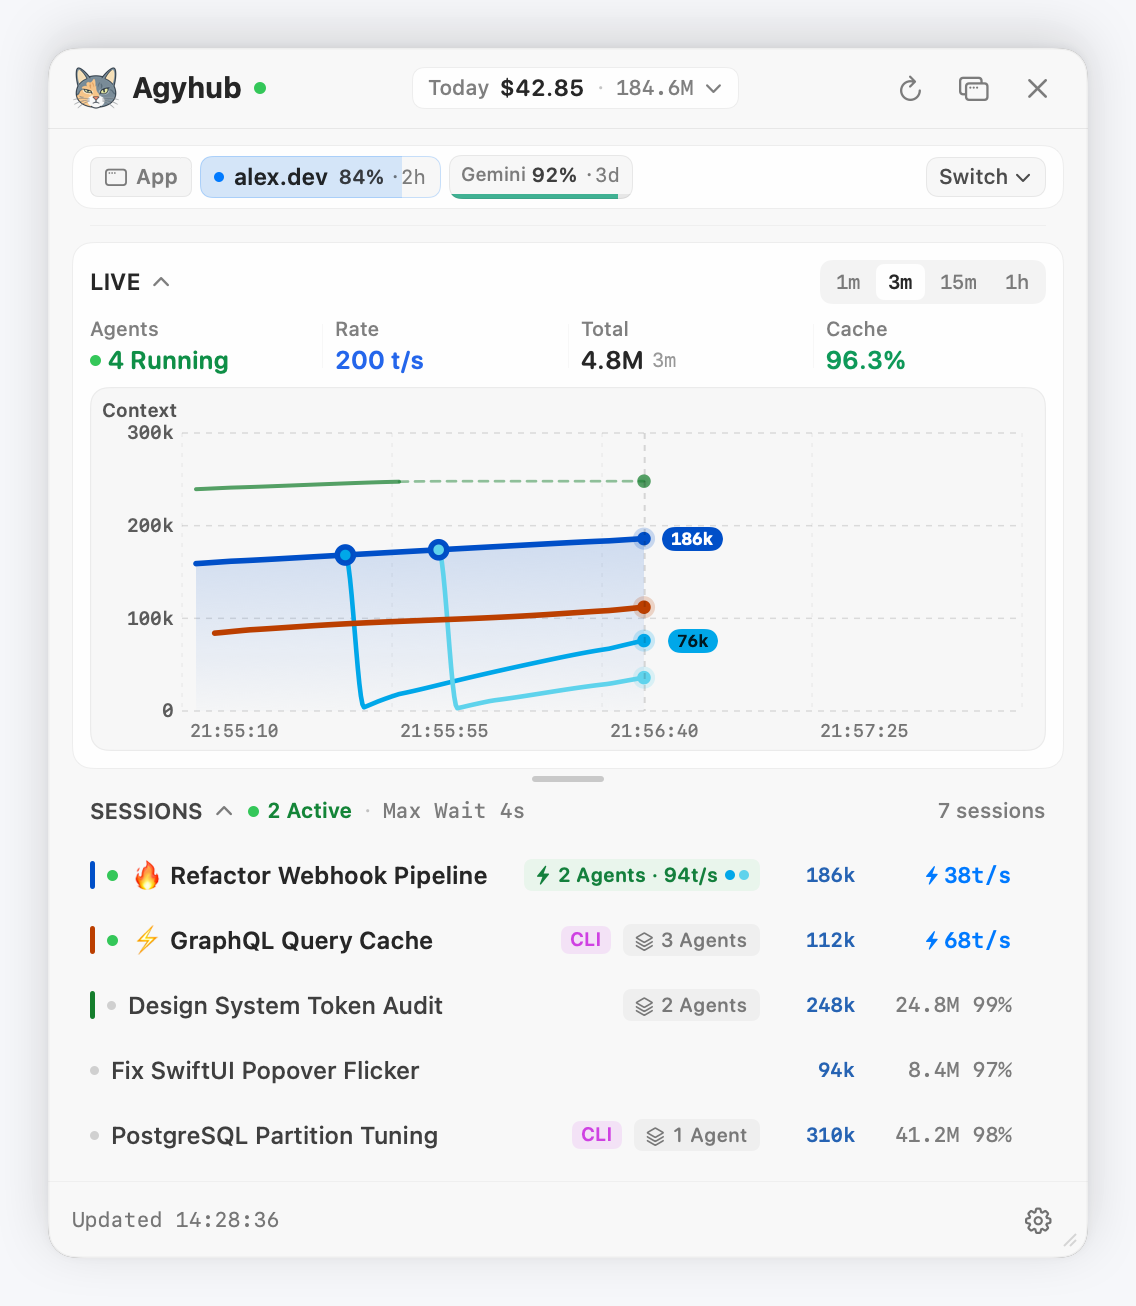 Agyhub
Today $42.85 · 184.6M
App
alex.dev 84% · 2h
Gemini 92% · 3d
Switch
LIVE
1m 3m 15m 1h
Agents
4 Running
Rate
200 t/s
Total
4.8M 3m
Cache
96.3%
Context
300k
200k
186k
100k
76k
0
21:55:10 21:55:55 21:56:40 21:57:25
SESSIONS 2 Active · Max Wait 4s 7 sessions
🔥 Refactor Webhook Pipeline 2 Agents · 94t/s 186k 38t/s
⚡ GraphQL Query Cache CLI 3 Agents 112k 68t/s
Design System Token Audit 2 Agents 248k 24.8M 99%
Fix SwiftUI Popover Flicker 94k 8.4M 97%
PostgreSQL Partition Tuning CLI 1 Agent 310k 41.2M 98%
Updated 14:28:36